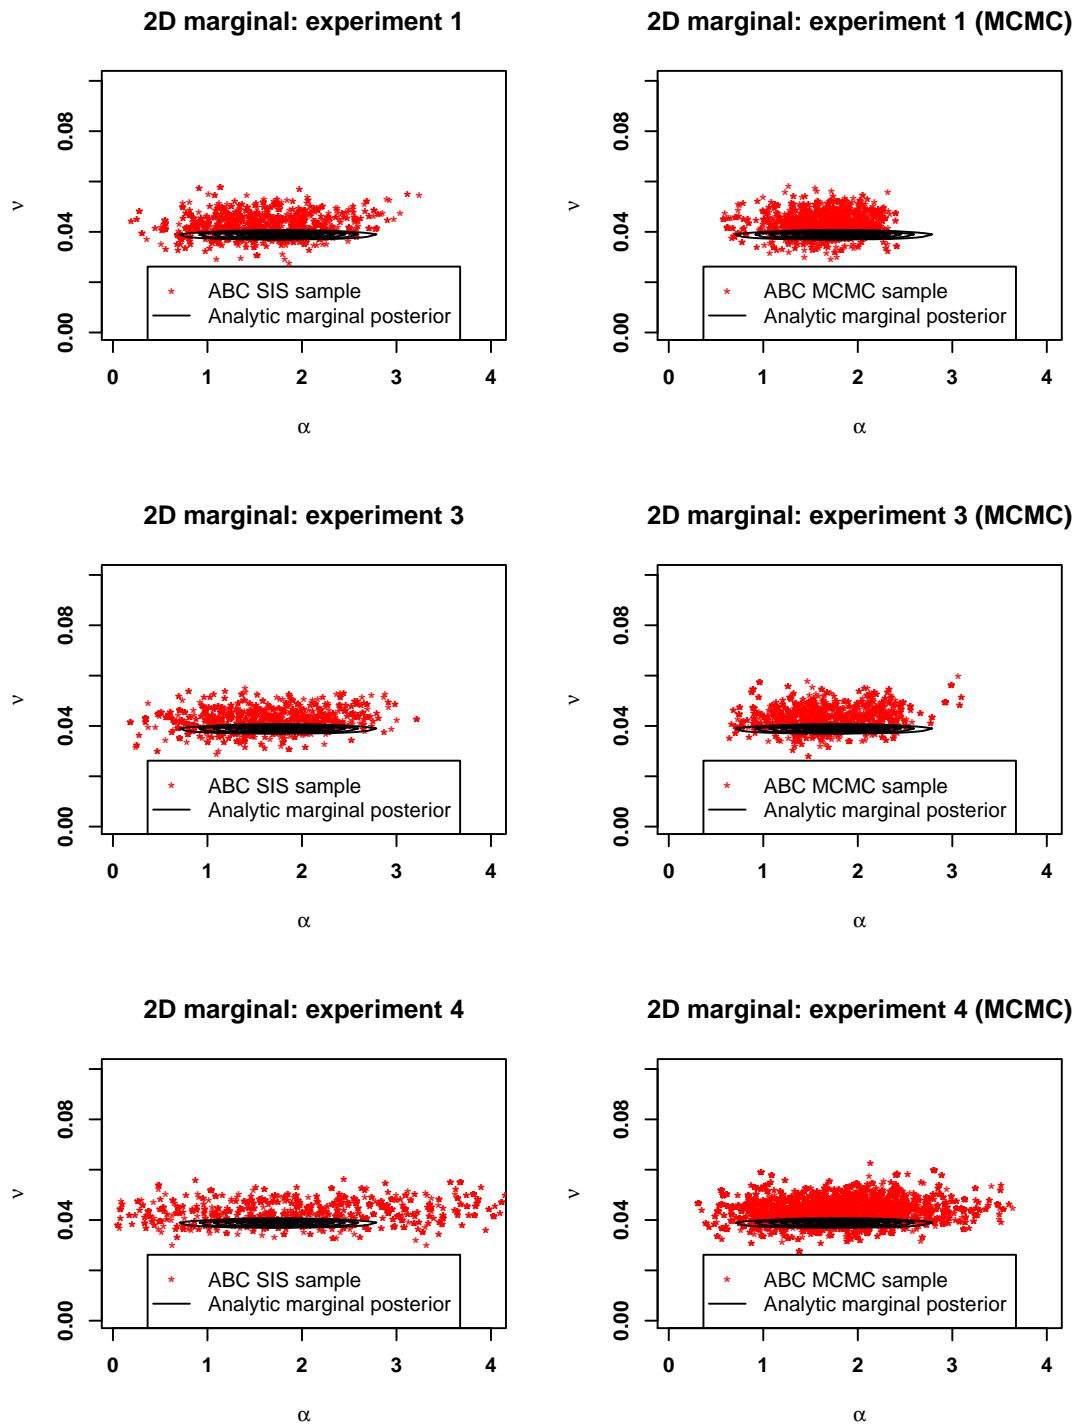 2D marginal: experiment 1
ν
0.00 0.04 0.08
* ABC SIS sample
Analytic marginal posterior
0 1 2 3 4
α
2D marginal: experiment 1 (MCMC)
ν
0.00 0.04 0.08
* ABC MCMC sample
Analytic marginal posterior
0 1 2 3 4
α
2D marginal: experiment 3
ν
0.00 0.04 0.08
* ABC SIS sample
Analytic marginal posterior
0 1 2 3 4
α
2D marginal: experiment 3 (MCMC)
ν
0.00 0.04 0.08
* ABC MCMC sample
Analytic marginal posterior
0 1 2 3 4
α
2D marginal: experiment 4
ν
0.00 0.04 0.08
* ABC SIS sample
Analytic marginal posterior
0 1 2 3 4
α
2D marginal: experiment 4 (MCMC)
ν
0.00 0.04 0.08
* ABC MCMC sample
Analytic marginal posterior
0 1 2 3 4
α